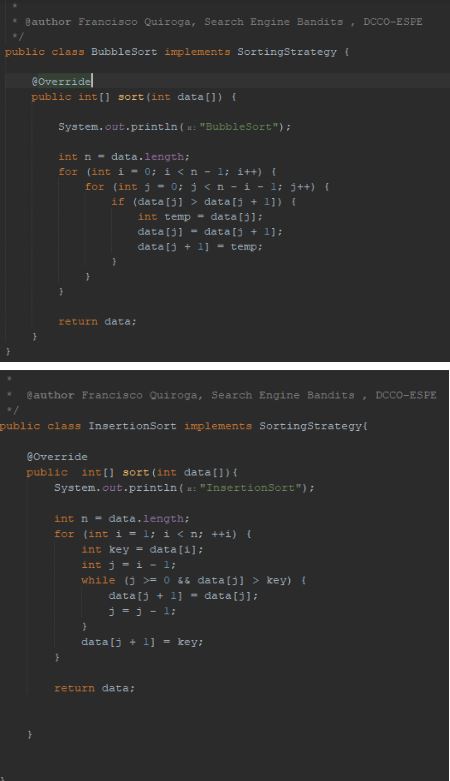 *
* @author Francisco Quiroga, Search Engine Bandits , DCCO-ESPE
*/
public class BubbleSort implements SortingStrategy {
@Override
public int[] sort(int data[]) {
System.out.println( x: "BubbleSort");
int n = data.length;
for (int i = 0; i < n - 1; i++) {
for (int j = 0; j < n - i - 1; j++) {
if (data[j] > data[j + 1]) {
int temp = data[j];
data[j] = data[j + 1];
data[j + 1] = temp;
}
}
}
return data;
}
}
*
* @author Francisco Quiroga, Search Engine Bandits , DCCO-ESPE
*/
public class InsertionSort implements SortingStrategy{
@Override
public int[] sort(int data[]){
System.out.println( x: "InsertionSort");
int n = data.length;
for (int i = 1; i < n; ++i) {
int key = data[i];
int j = i - 1;
while (j >= 0 && data[j] > key) {
data[j + 1] = data[j];
j = j - 1;
}
data[j + 1] = key;
}
return data;
}
}